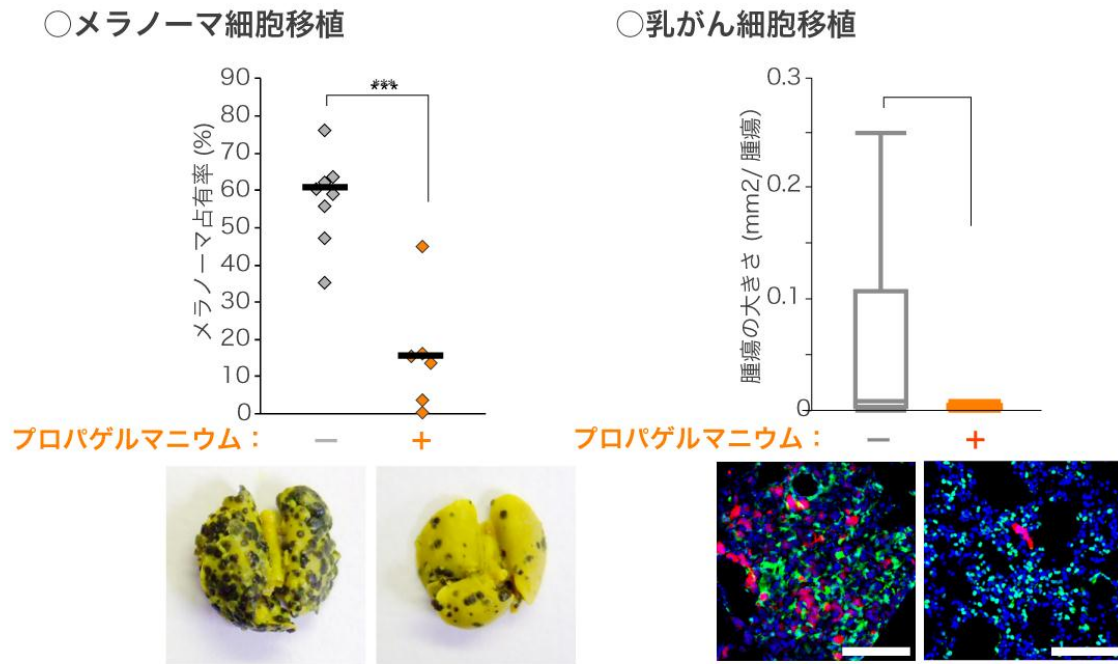 ○メラノーマ細胞移植
メラノーマ占有率 (%)
90
80
70
60
50
40
30
20
10
0
***
プロパゲルマニウム： − +
○乳がん細胞移植
腫瘍の大きさ (mm2/ 腫瘍)
0.3
0.2
0.1
0
プロパゲルマニウム： − +